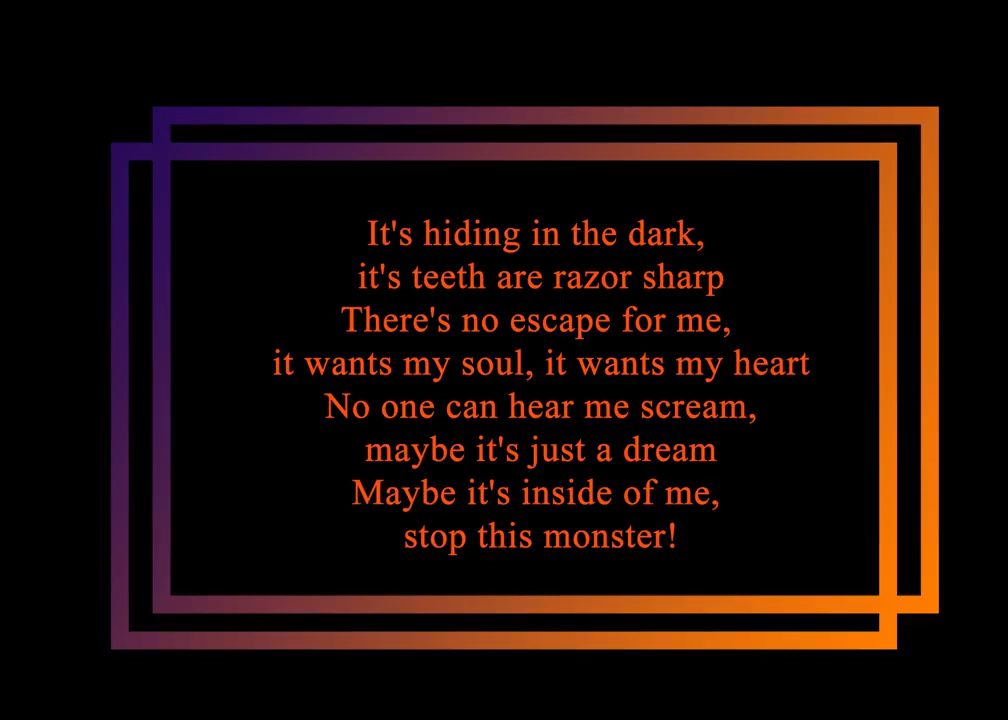 It's hiding in the dark,
it's teeth are razor sharp
There's no escape for me,
it wants my soul, it wants my heart
No one can hear me scream,
maybe it's just a dream
Maybe it's inside of me,
stop this monster!